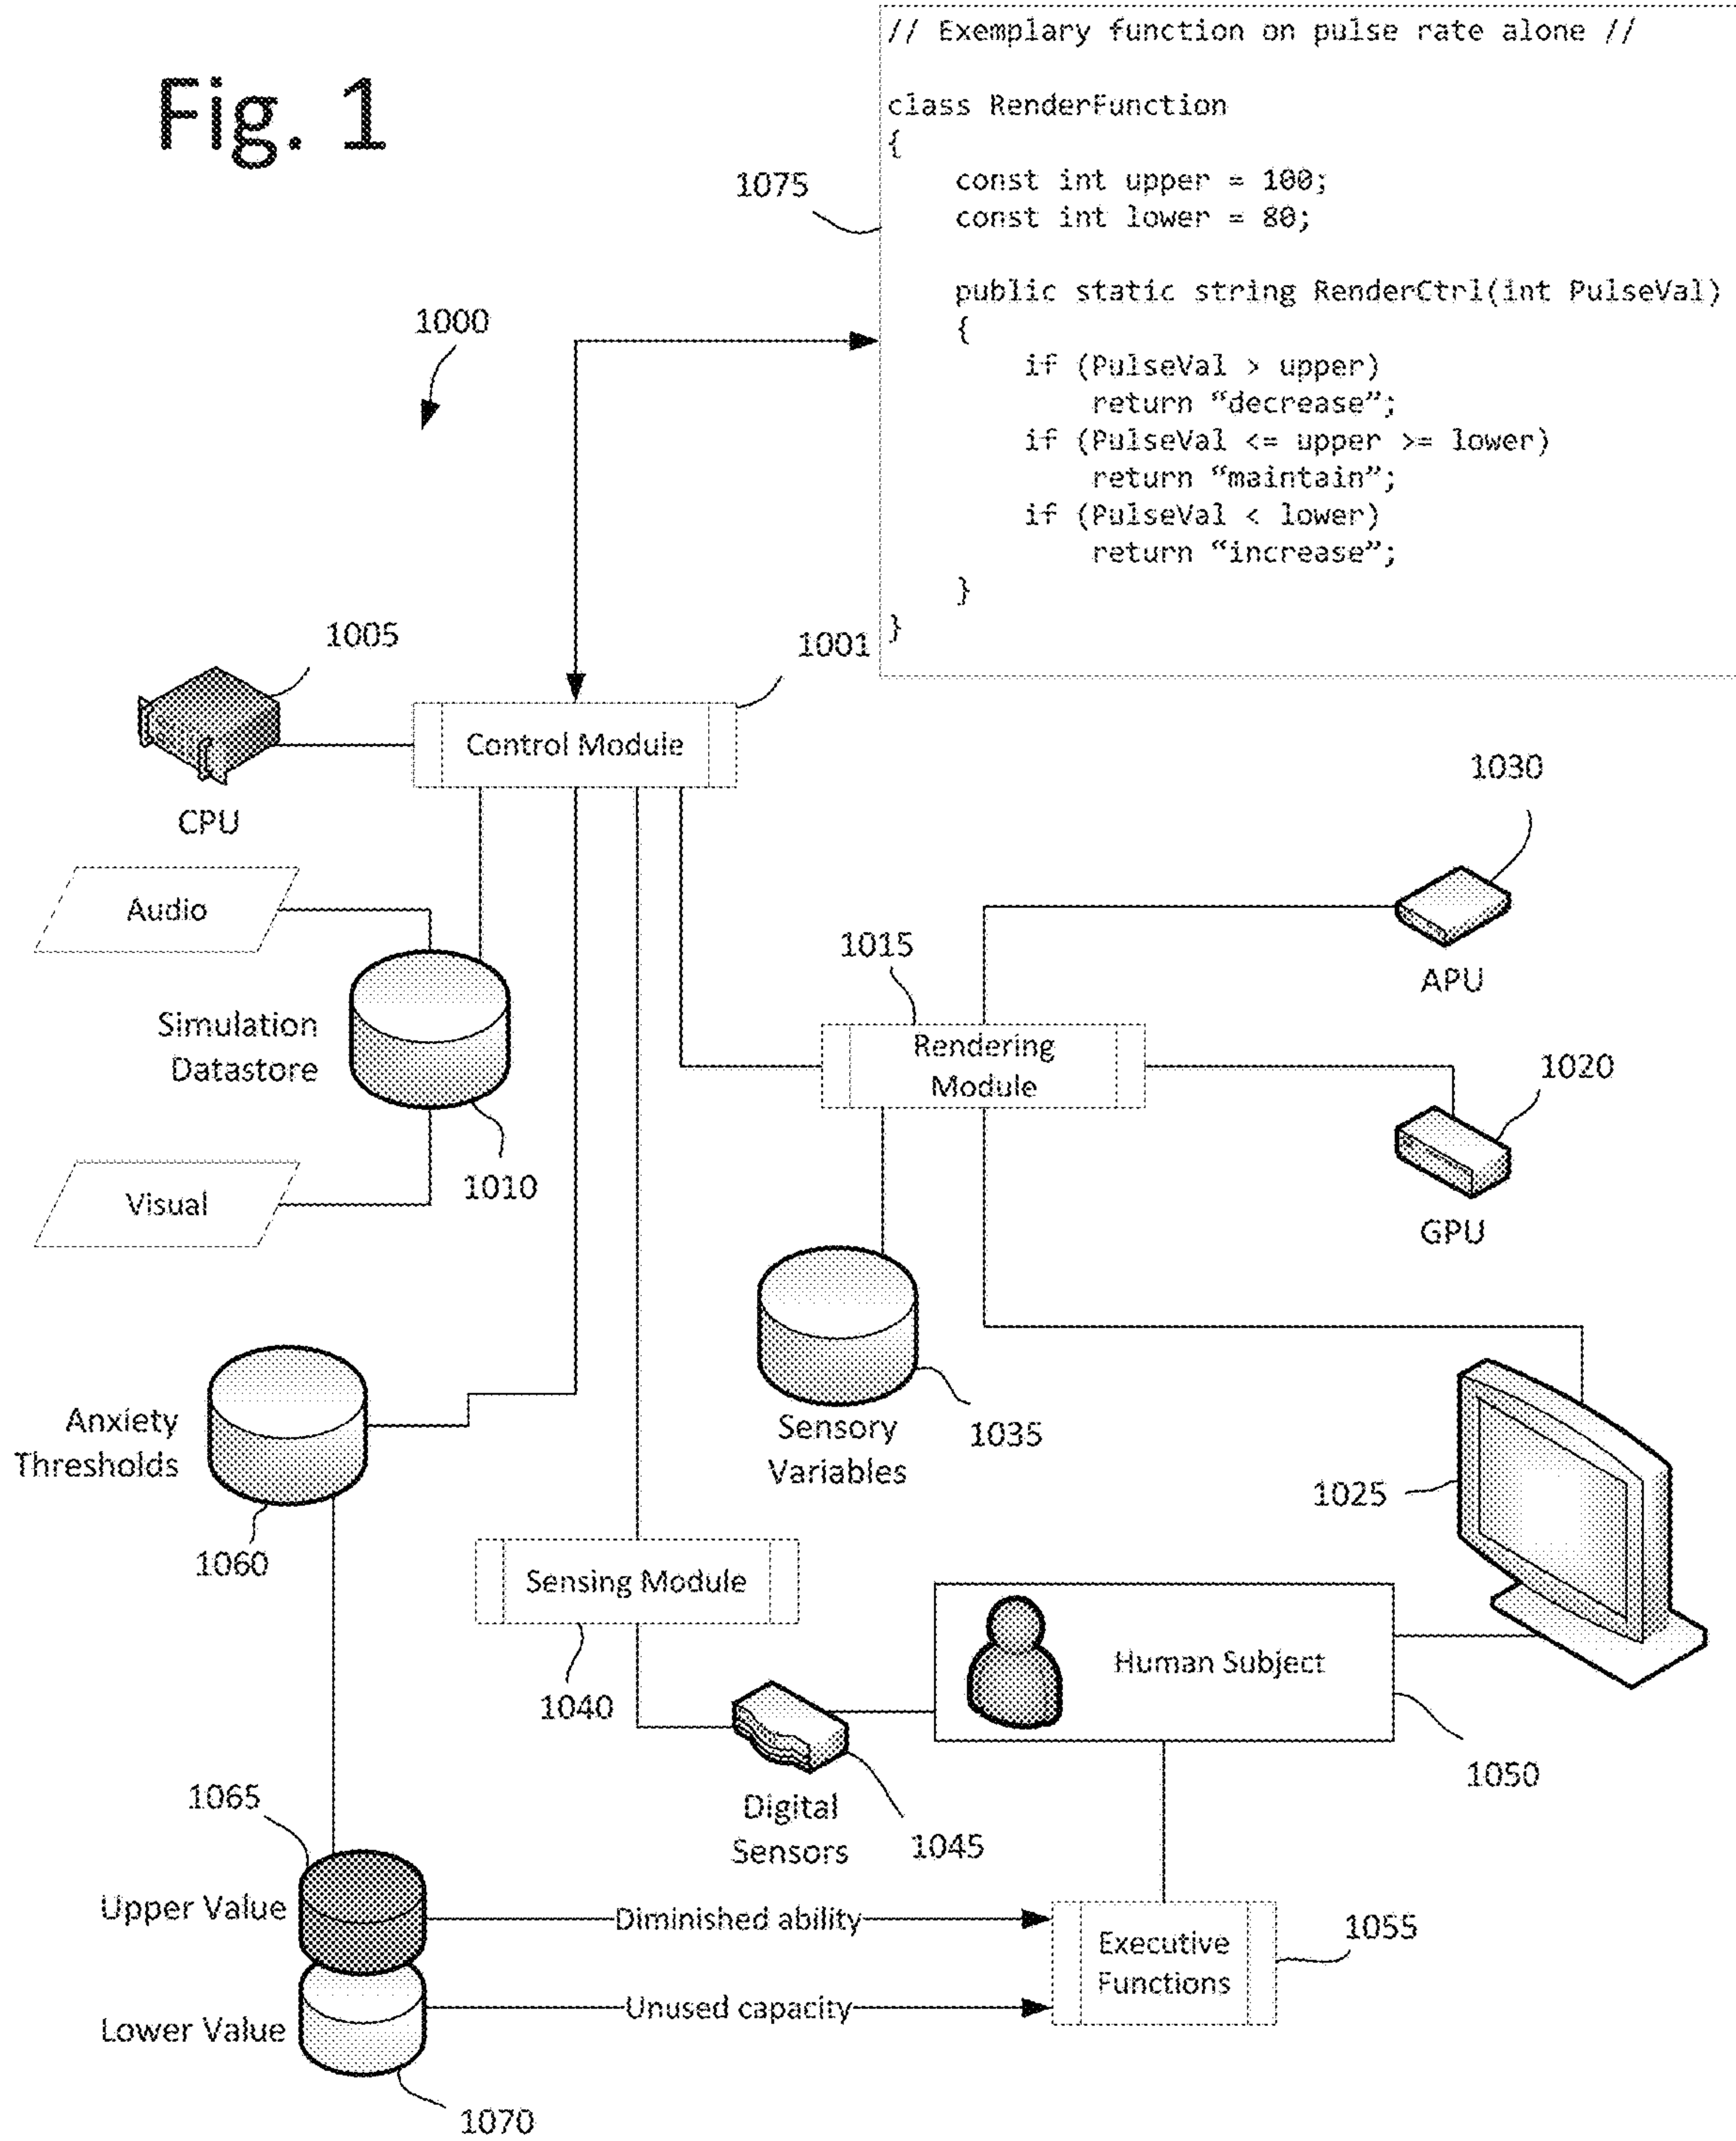 Fig. 1
// Exemplary function on pulse rate alone //
class RenderFunction
{
const int upper = 100;
const int lower = 80;
public static string RenderCtrl(int PulseVal)
{
if (PulseVal > upper)
return “decrease”;
if (PulseVal <= upper >= lower)
return “maintain”;
if (PulseVal < lower)
return “increase”;
}
}
1075
1000
1005
1001
Control Module
CPU
1030
Audio
APU
1015
Simulation
Datastore
Rendering
Module
1020
1010
Visual
GPU
Anxiety
Thresholds
Sensory
Variables
1035
1025
1060
Sensing Module
Human Subject
1040
1050
1065
Digital
Sensors
1045
Upper Value
Diminished ability
1055
Executive
Functions
Unused capacity
Lower Value
1070